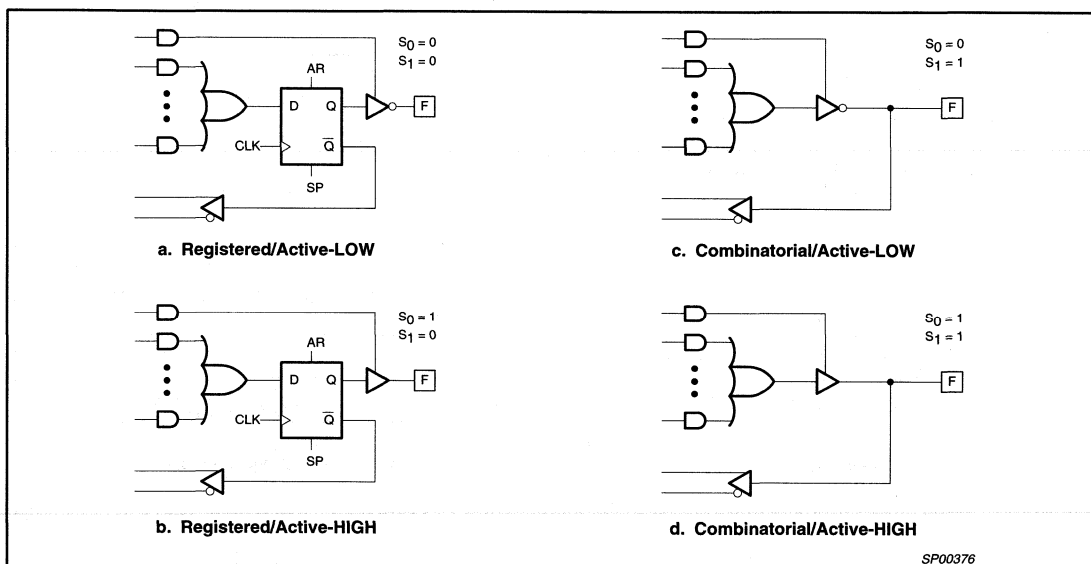 S0 = 0
S1 = 0
AR
D Q
F
CLK
Q̅
SP
a. Registered/Active-LOW
S0 = 0
S1 = 1
F
c. Combinatorial/Active-LOW
S0 = 1
S1 = 0
AR
D Q
F
CLK
Q̅
SP
b. Registered/Active-HIGH
S0 = 1
S1 = 1
F
d. Combinatorial/Active-HIGH
SP00376